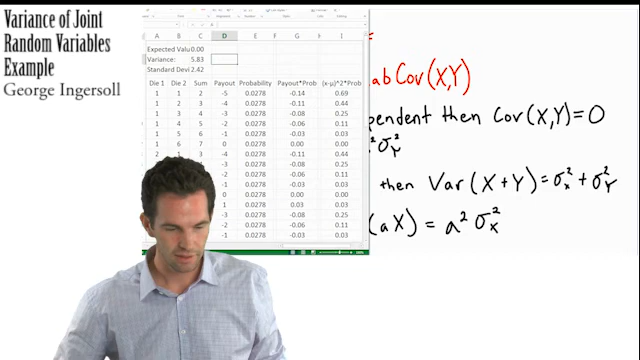 Variance of Joint
Random Variables
Example
George Ingersoll
A B C D E F G H I
Expected Valu 0.00
Variance: 5.83
Standard Devi 2.42
Die 1 Die 2 Sum Payout Probability Payout*Prob (x-μ)^2*Prob
1 1 2 -5 0.0278 -0.14 0.69
1 2 3 -4 0.0278 -0.11 0.44
1 3 4 -3 0.0278 -0.08 0.25
1 4 5 -2 0.0278 -0.06 0.11
1 5 6 -1 0.0278 -0.03 0.03
1 6 7 0 0.0278 0.00 0.00
2 1 3 -4 0.0278 -0.11 0.44
-3 0.0278 -0.08 0.25
-2 0.0278 -0.06 0.11
-1 0.0278 -0.03 0.03
0 0.0278 0.00 0.00
1 0.0278 0.03 0.03
-3 0.0278 -0.08 0.25
-2 0.0278 -0.06 0.11
-1 0.0278 -0.03 0.03
=
abCov(X,Y)
pendent then Cov(X,Y)=0
²σ_Y²
then Var(X+Y)=σ_x²+σ_Y²
(aX) = a²σ_x²